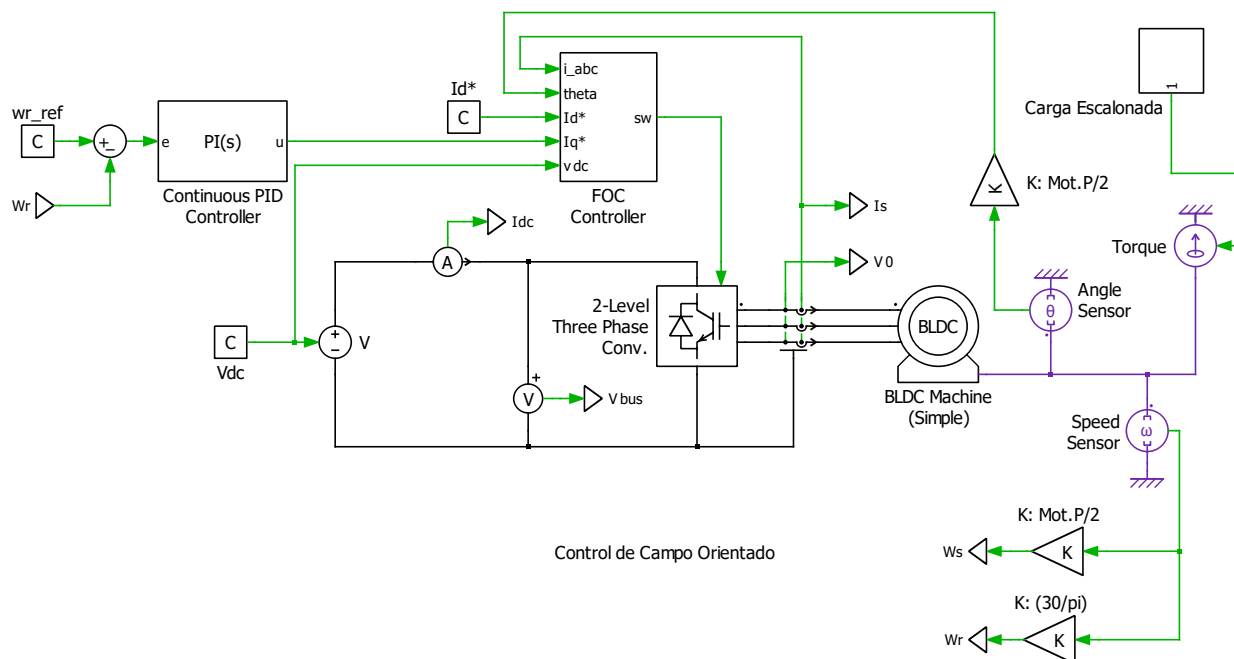 wr_ref
C
+
−
Wr
e
PI(s)
u
Continuous PID
Controller
Id*
C
i_abc
theta
Id*
Iq*
vdc
sw
FOC
Controller
K
K: Mot.P/2
1
Carga Escalonada
Torque
Angle
Sensor
θ
Is
V0
Idc
A
2-Level
Three Phase
Conv.
BLDC
BLDC Machine
(Simple)
C
Vdc
+
−
V
+
V
Vbus
Speed
Sensor
ω
K: Mot.P/2
Ws
K
K: (30/pi)
Wr
K
Control de Campo Orientado